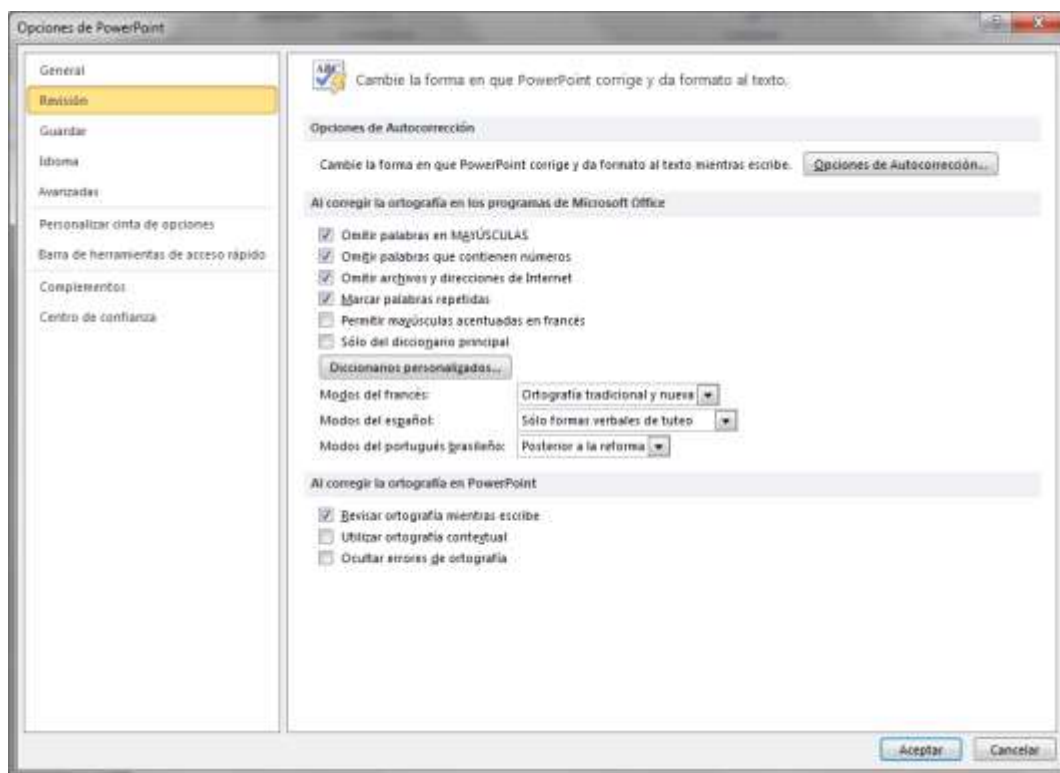 Opciones de PowerPoint
General
Revisión
Guardar
Idioma
Avanzadas
Personalizar cinta de opciones
Barra de herramientas de acceso rápido
Complementos
Centro de confianza
ABC
Cambie la forma en que PowerPoint corrige y da formato al texto.
Opciones de Autocorrección
Cambie la forma en que PowerPoint corrige y da formato al texto mientras escribe. Opciones de Autocorrección...
Al corregir la ortografía en los programas de Microsoft Office
Omitir palabras en MAYÚSCULAS
Omitir palabras que contienen números
Omitir archivos y direcciones de Internet
Marcar palabras repetidas
Permitir mayúsculas acentuadas en francés
Sólo del diccionario principal
Diccionarios personalizados...
Modos del francés: Ortografía tradicional y nueva
Modos del español: Sólo formas verbales de tuteo
Modos del portugués brasileño: Posterior a la reforma
Al corregir la ortografía en PowerPoint
Revisar ortografía mientras escribe
Utilizar ortografía contextual
Ocultar errores de ortografía
Aceptar Cancelar